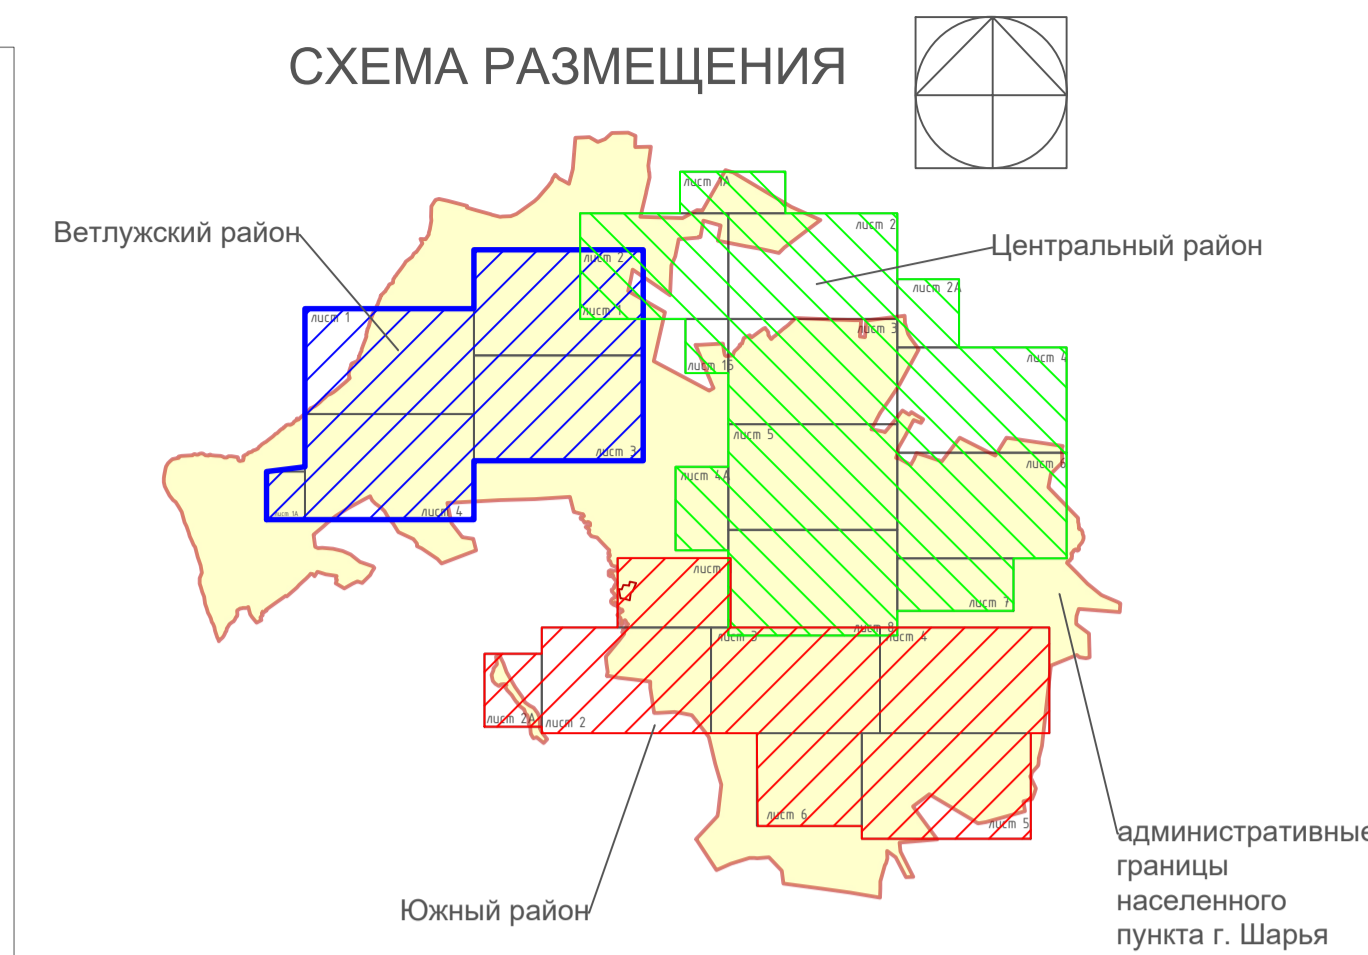 СХЕМА РАЗМЕЩЕНИЯ
лист 1А
Ветлужский район
лист 2
Центральный район
лист 2
лист 2А
лист 1
лист 1
лист 3
лист 1Б
лист 4
лист 5
лист 3
лист 6
лист 4А
лист 1А
лист 4
лист
лист 7
лист 8
лист 3
лист 4
лист 2А
лист 2
лист 6
лист 5
административные
границы
населенного
пункта г. Шарья
Южный район